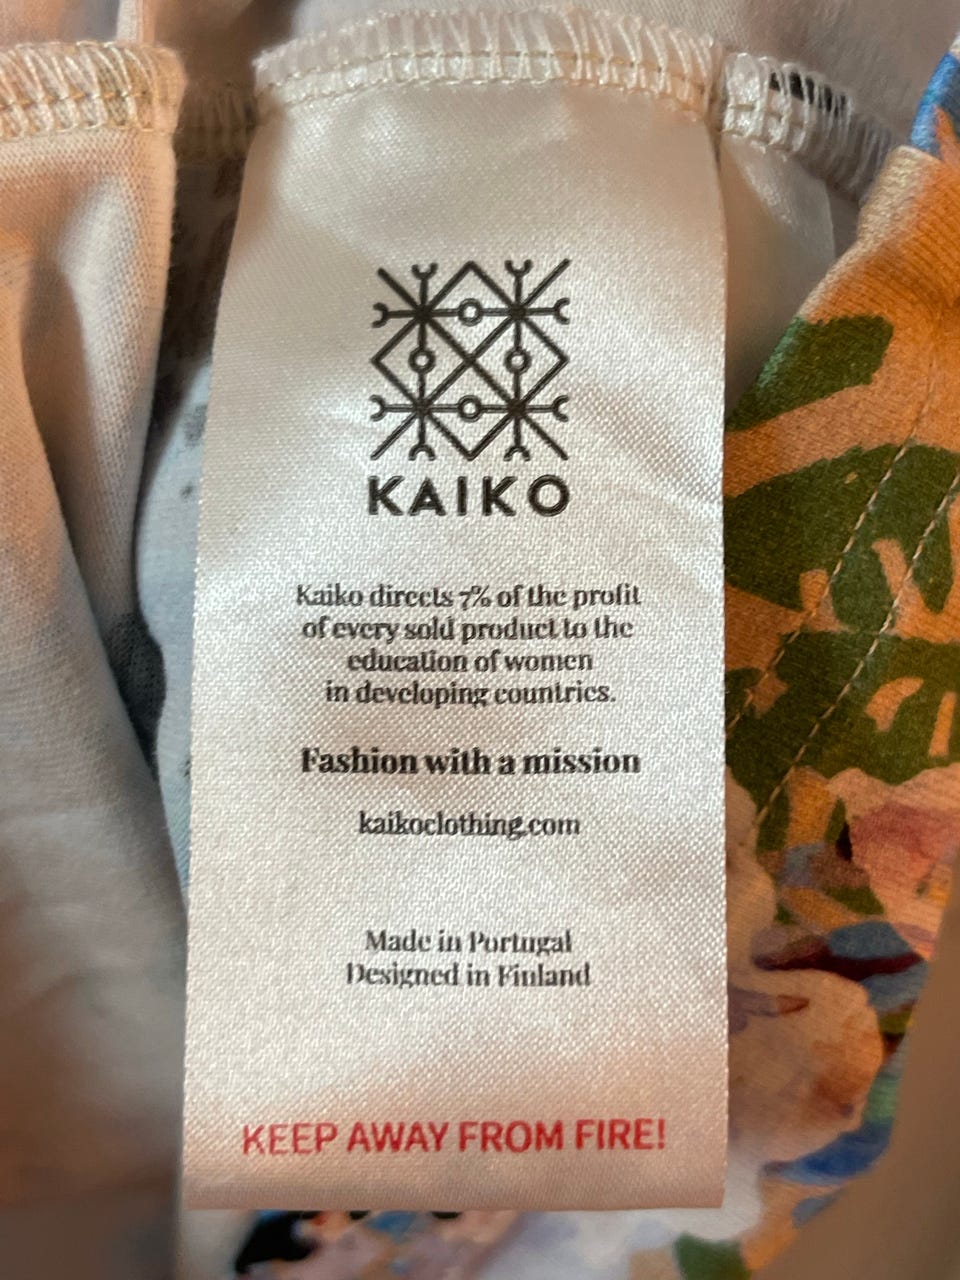 KAIKO
Kaiko directs 7% of the profit
of every sold product to the
education of women
in developing countries.
Fashion with a mission
kaikoclothing.com
Made in Portugal
Designed in Finland
KEEP AWAY FROM FIRE!